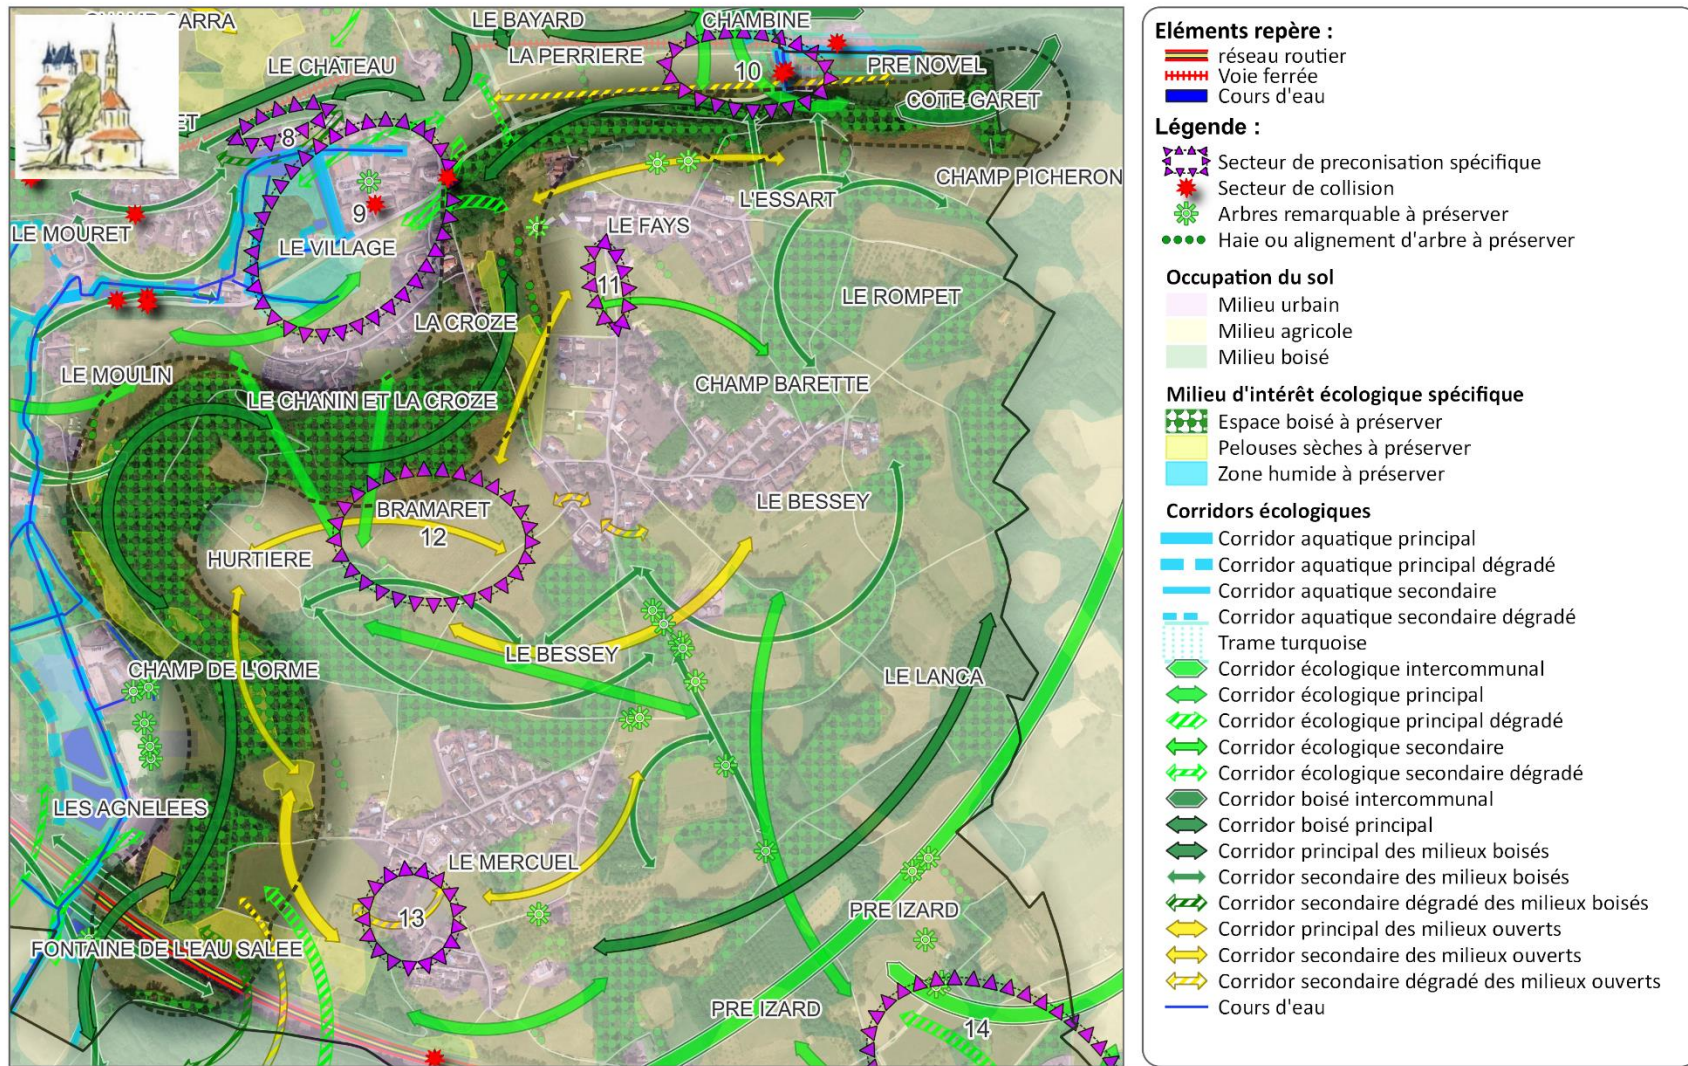 CHAMP CARRA
LE BAYARD
CHAMBINE
LA PERRIERE
LE CHATEAU
10
PRE NOVEL
COTE GARET
ET
8
CHAMP PICHERON
L'ESSART
9
LE FAYS
LE MOURET
LE VILLAGE
11
LE ROMPET
LA CROZE
LE MOULIN
CHAMP BARETTE
LE CHANIN ET LA CROZE
LE BESSEY
BRAMARET
12
HURTIERE
LE BESSEY
CHAMP DE L'ORME
LE LANCA
LES AGNELEES
LE MERCUEL
PRE IZARD
13
FONTAINE DE L'EAU SALEE
PRE IZARD
14
Eléments repère :
réseau routier
Voie ferrée
Cours d'eau
Légende :
Secteur de preconisation spécifique
Secteur de collision
Arbres remarquable à préserver
Haie ou alignement d'arbre à préserver
Occupation du sol
Milieu urbain
Milieu agricole
Milieu boisé
Milieu d'intérêt écologique spécifique
Espace boisé à préserver
Pelouses sèches à préserver
Zone humide à préserver
Corridors écologiques
Corridor aquatique principal
Corridor aquatique principal dégradé
Corridor aquatique secondaire
Corridor aquatique secondaire dégradé
Trame turquoise
Corridor écologique intercommunal
Corridor écologique principal
Corridor écologique principal dégradé
Corridor écologique secondaire
Corridor écologique secondaire dégradé
Corridor boisé intercommunal
Corridor boisé principal
Corridor principal des milieux boisés
Corridor secondaire des milieux boisés
Corridor secondaire dégradé des milieux boisés
Corridor principal des milieux ouverts
Corridor secondaire des milieux ouverts
Corridor secondaire dégradé des milieux ouverts
Cours d'eau